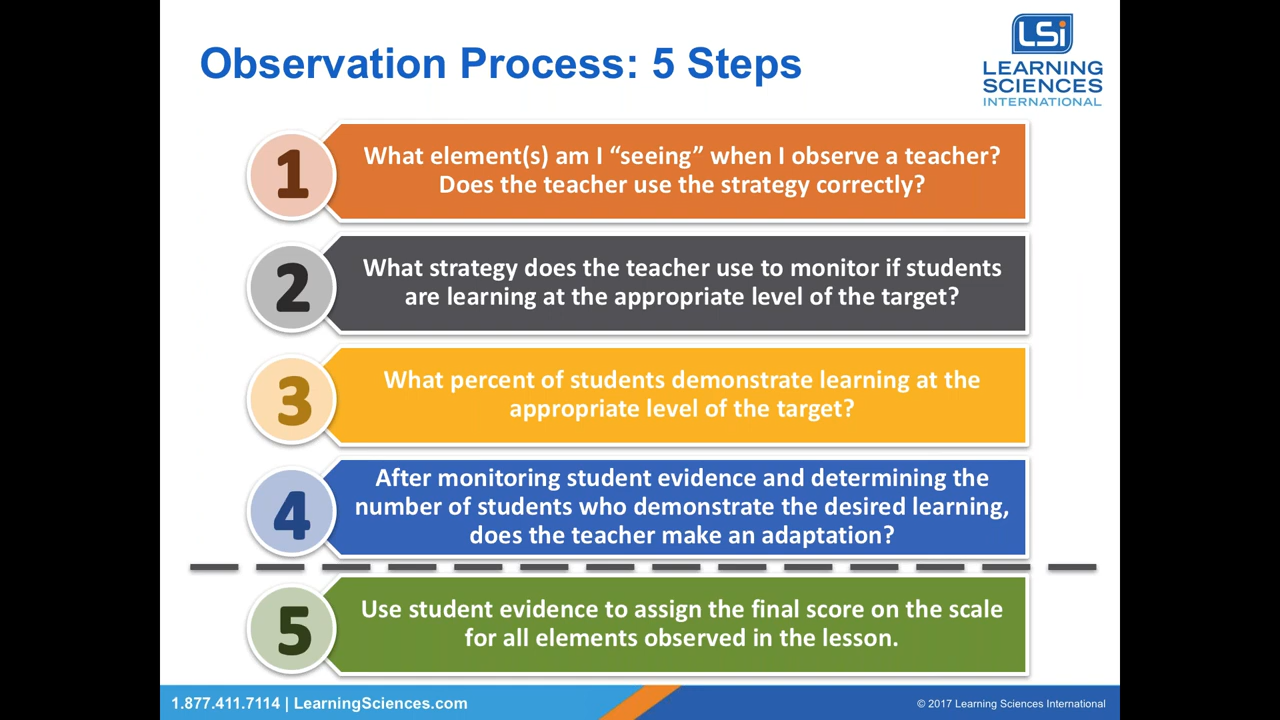 Observation Process: 5 Steps
LSi
LEARNING
SCIENCES
INTERNATIONAL
1
What element(s) am I “seeing” when I observe a teacher?
Does the teacher use the strategy correctly?
2
What strategy does the teacher use to monitor if students
are learning at the appropriate level of the target?
3
What percent of students demonstrate learning at the
appropriate level of the target?
4
After monitoring student evidence and determining the
number of students who demonstrate the desired learning,
does the teacher make an adaptation?
5
Use student evidence to assign the final score on the scale
for all elements observed in the lesson.
1.877.411.7114 | LearningSciences.com
© 2017 Learning Sciences International